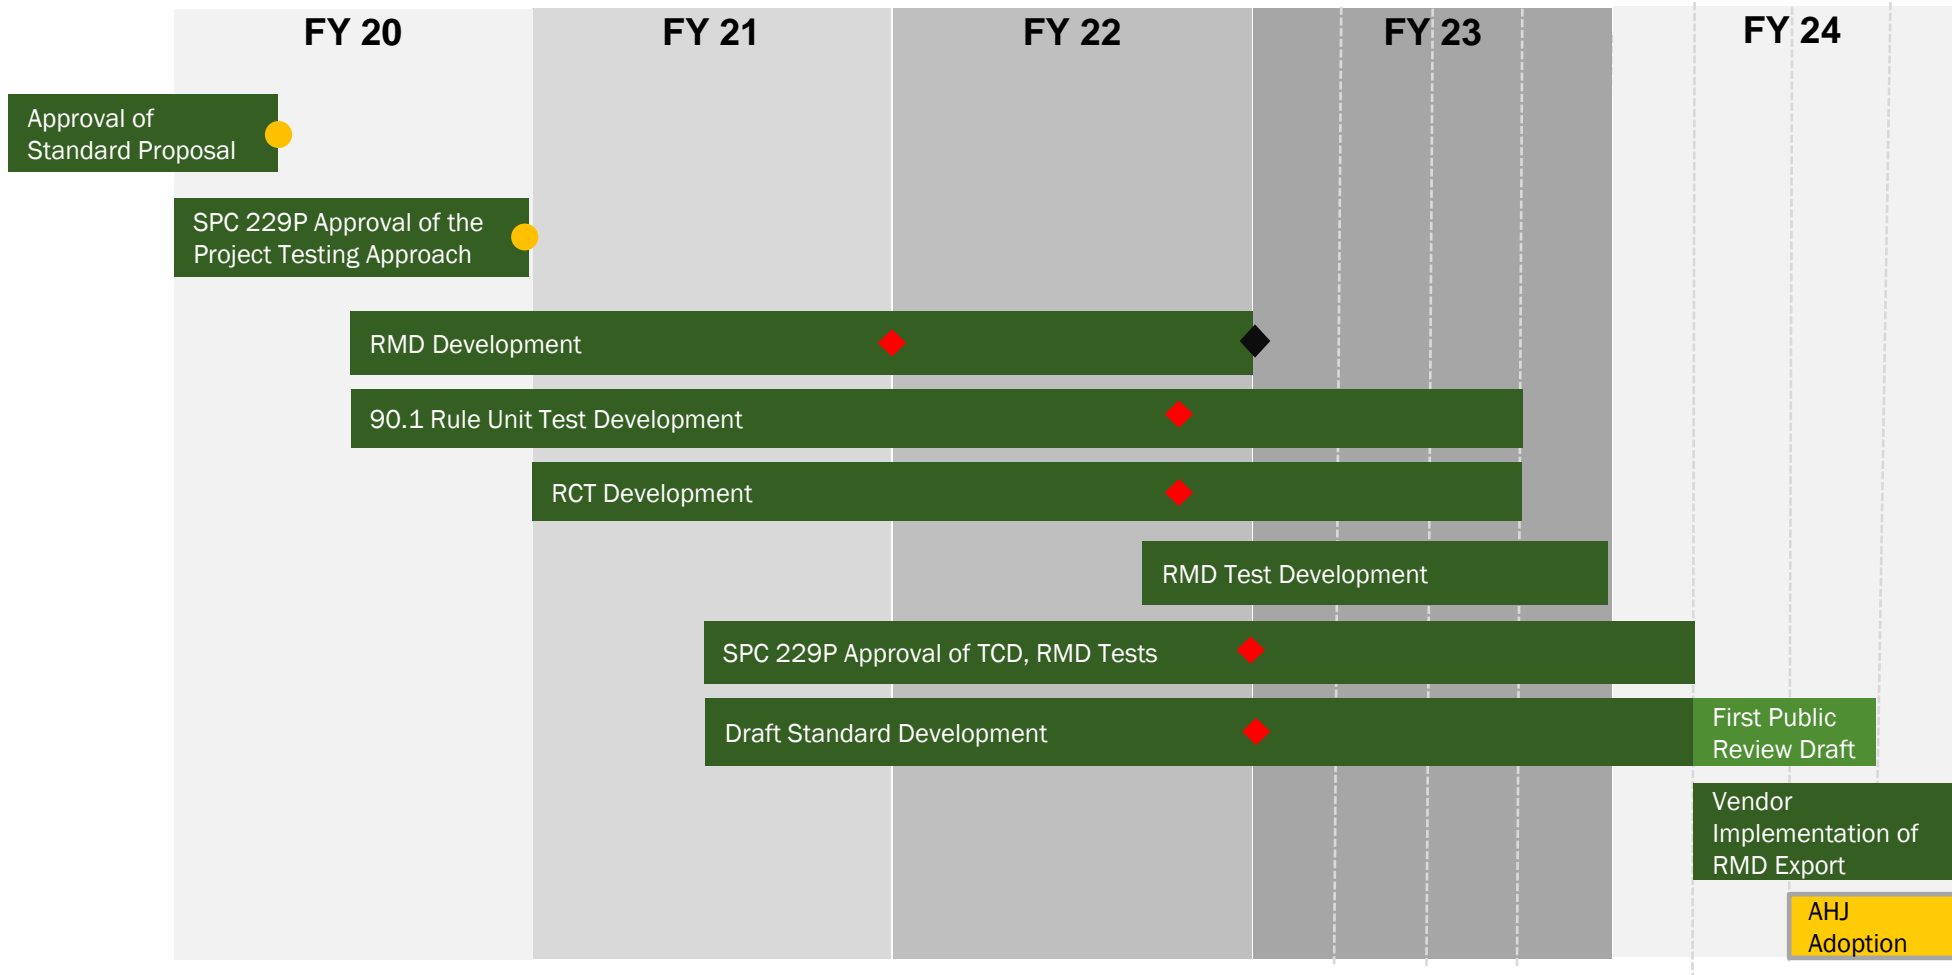 FY 20
FY 21
FY 22
FY 23
FY 24
Approval of
Standard Proposal
SPC 229P Approval of the
Project Testing Approach
RMD Development
90.1 Rule Unit Test Development
RCT Development
RMD Test Development
SPC 229P Approval of TCD, RMD Tests
Draft Standard Development
First Public
Review Draft
Vendor
Implementation of
RMD Export
AHJ
Adoption